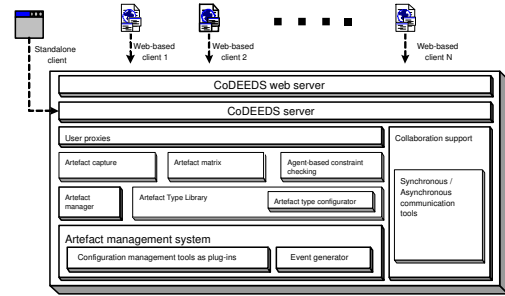 Standalone
client
Web-based
client 1
Web-based
client 2
Web-based
client N
CoDEEDS web server
CoDEEDS server
User proxies
Collaboration support
Artefact capture
Artefact matrix
Agent-based constraint
checking
Synchronous /
Asynchronous
communication
tools
Artefact
manager
Artefact Type Library
Artefact type configurator
Artefact management system
Configuration management tools as plug-ins
Event generator